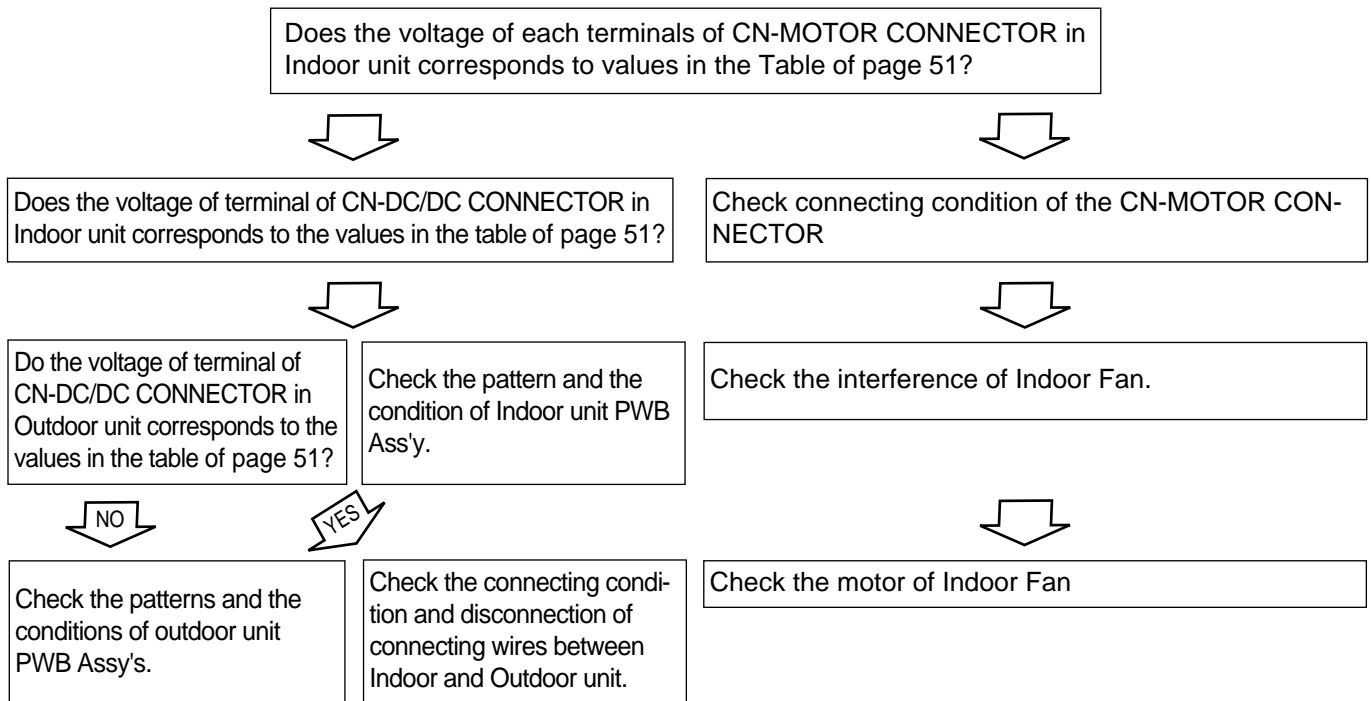 Does the voltage of each terminals of CN-MOTOR CONNECTOR in
Indoor unit corresponds to values in the Table of page 51?
Does the voltage of terminal of CN-DC/DC CONNECTOR in
Indoor unit corresponds to the values in the table of page 51?
Check connecting condition of the CN-MOTOR CON-
NECTOR
Do the voltage of terminal of
CN-DC/DC CONNECTOR in
Outdoor unit corresponds to the
values in the table of page 51?
Check the pattern and the
condition of Indoor unit PWB
Ass'y.
Check the interference of Indoor Fan.
NO
YES
Check the patterns and the
conditions of outdoor unit
PWB Assy's.
Check the connecting condi-
tion and disconnection of
connecting wires between
Indoor and Outdoor unit.
Check the motor of Indoor Fan